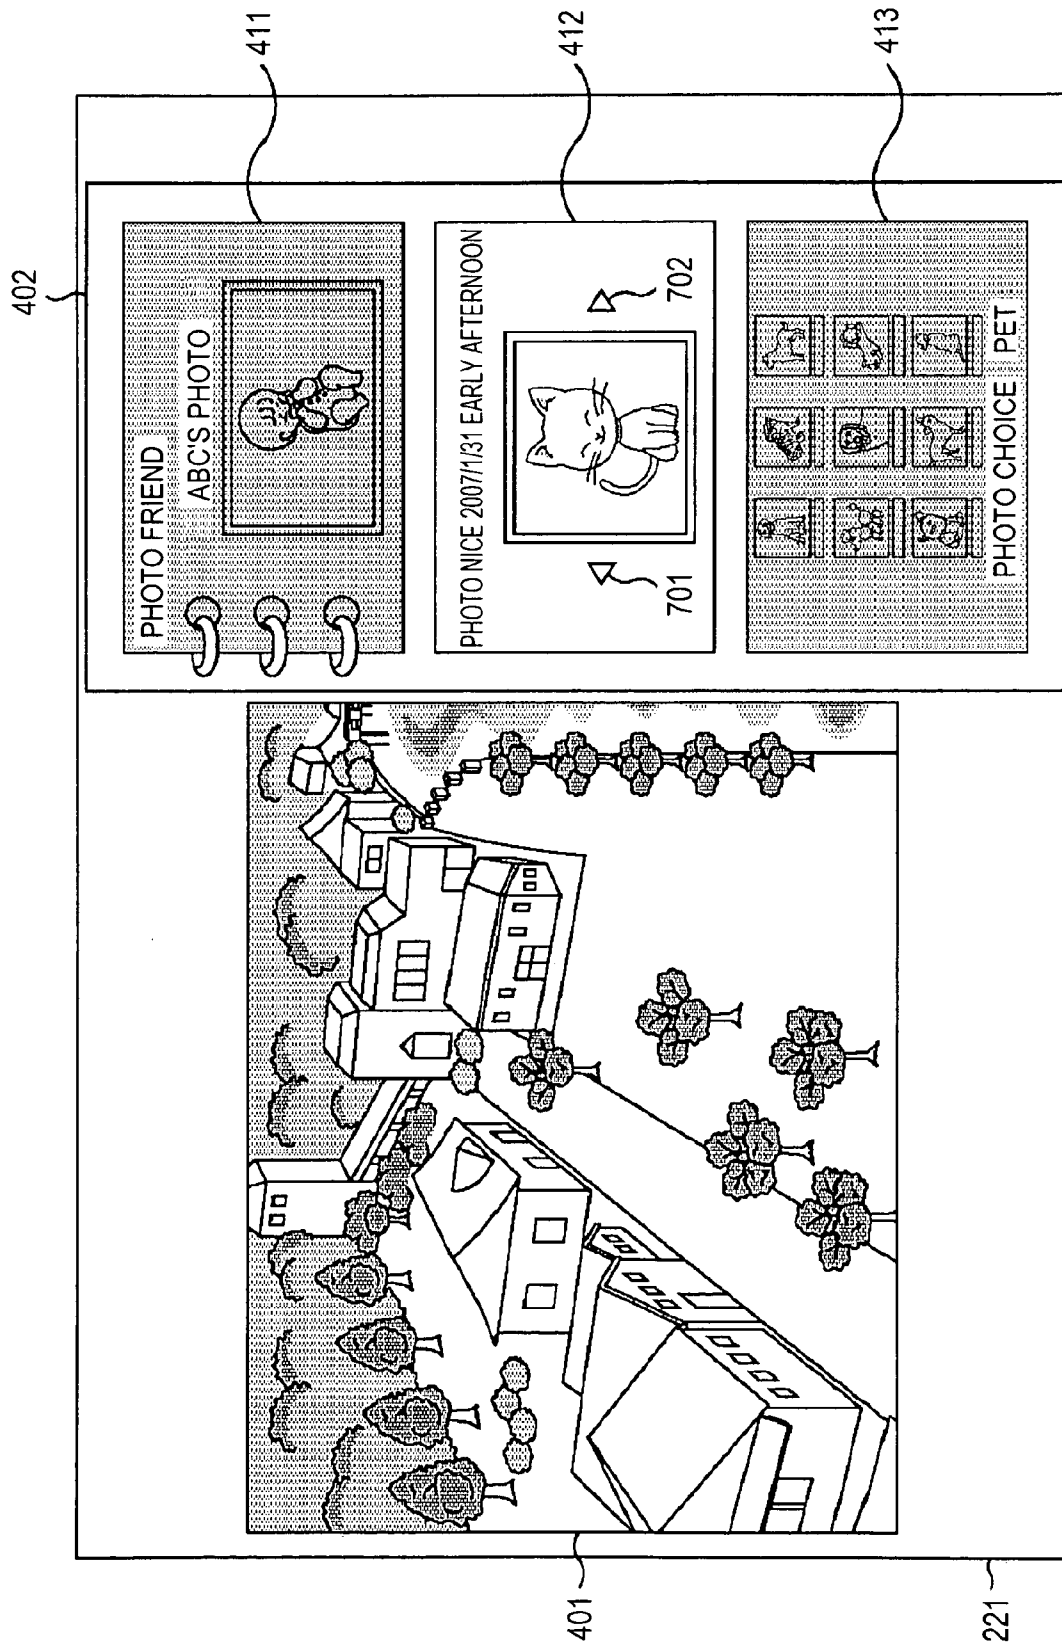 402
PHOTO FRIEND
ABC'S PHOTO
411
PHOTO NICE 2007/1/31 EARLY AFTERNOON
701
702
412
PHOTO CHOICE PET
413
401
221